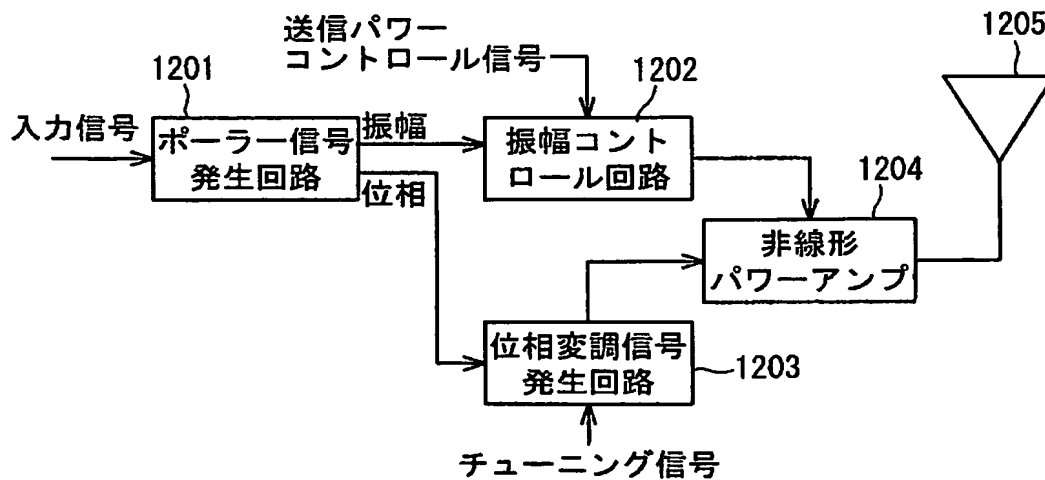 送信パワー
コントロール信号
1205
1201
1202
入力信号
ポーラー信号
発生回路
振幅
位相
振幅コント
ロール回路
1204
非線形
パワーアンプ
位相変調信号
発生回路
1203
チューニング信号